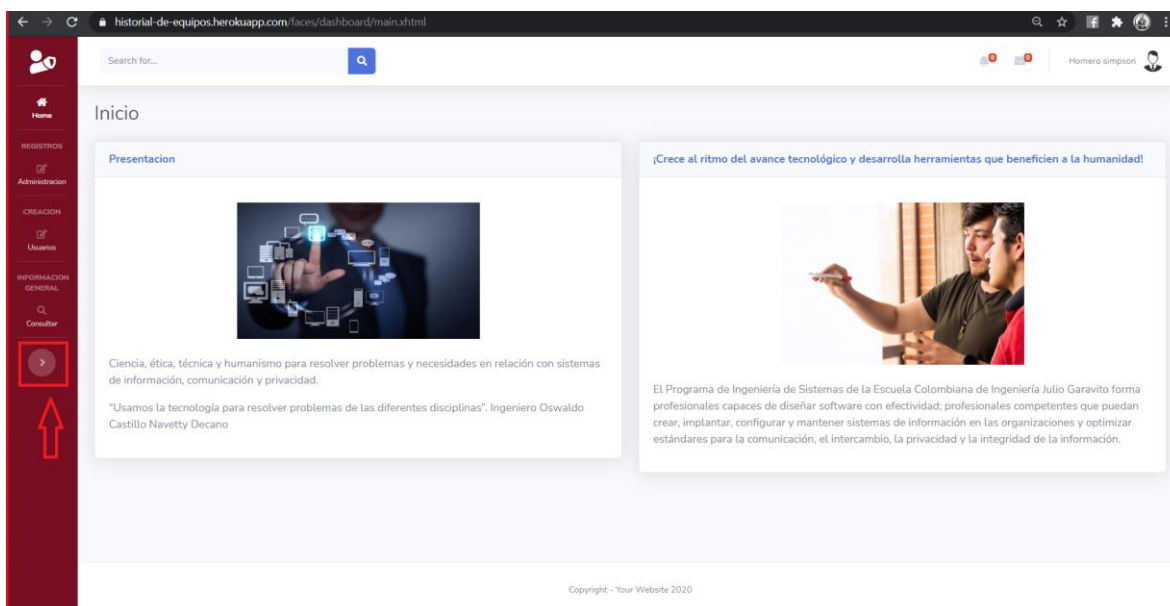 historial-de-equipos.herokuapp.com/faces/dashboard/main.xhtml
Search for...
0
0
Homero simpson
Home
REGISTROS
Administracion
CREACION
Usuarios
INFORMACION
GENERAL
Consultar
Inicio
Presentacion
Ciencia, ética, técnica y humanismo para resolver problemas y necesidades en relación con sistemas
de información, comunicación y privacidad.
"Usamos la tecnología para resolver problemas de las diferentes disciplinas". Ingeniero Oswaldo
Castillo Navetty Decano
¡Crece al ritmo del avance tecnológico y desarrolla herramientas que beneficien a la humanidad!
El Programa de Ingeniería de Sistemas de la Escuela Colombiana de Ingeniería Julio Garavito forma
profesionales capaces de diseñar software con efectividad; profesionales competentes que puedan
crear, implantar, configurar y mantener sistemas de información en las organizaciones y optimizar
estándares para la comunicación, el intercambio, la privacidad y la integridad de la información.
Copyright - Your Website 2020